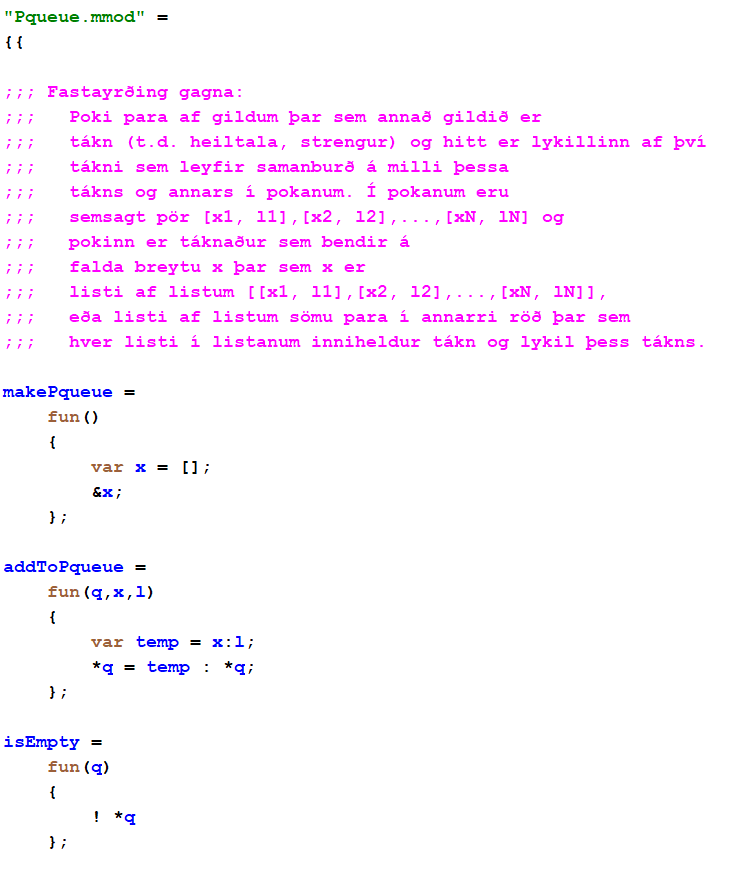 "Pqueue.mmod" =
{{
;;; Fastayrðing gagna:
;;;   Poki para af gildum þar sem annað gildið er
;;;   tákn (t.d. heiltala, strengur) og hitt er lykillinn af því
;;;   tákni sem leyfir samanburð á milli þessa
;;;   tákns og annars í pokanum. Í pokanum eru
;;;   semsagt pör [x1, l1],[x2, l2],...,[xN, lN] og
;;;   pokinn er táknaður sem bendir á
;;;   falda breytu x þar sem x er
;;;   listi af listum [[x1, l1],[x2, l2],...,[xN, lN]],
;;;   eða listi af listum sömu para í annarri röð þar sem
;;;   hver listi í listanum inniheldur tákn og lykil þess tákns.
makePqueue =
    fun()
    {
        var x = [];
        &x;
    };
addToPqueue =
    fun(q,x,l)
    {
        var temp = x:l;
        *q = temp : *q;
    };
isEmpty =
    fun(q)
    {
        ! *q
    };